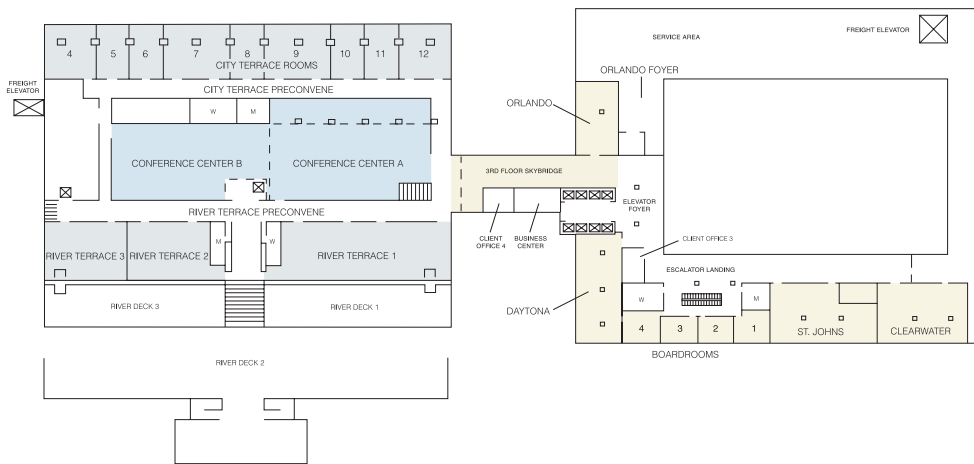 SERVICE AREA
FREIGHT ELEVATOR
4
5
6
7
8
9
10
11
12
CITY TERRACE ROOMS
ORLANDO FOYER
FREIGHT
ELEVATOR
CITY TERRACE PRECONVENE
ORLANDO
W
M
CONFERENCE CENTER B
CONFERENCE CENTER A
3RD FLOOR SKYBRIDGE
RIVER TERRACE PRECONVENE
ELEVATOR
FOYER
CLIENT
OFFICE 4
BUSINESS
CENTER
CLIENT OFFICE 3
M
W
RIVER TERRACE 3
RIVER TERRACE 2
RIVER TERRACE 1
ESCALATOR LANDING
W
M
RIVER DECK 3
RIVER DECK 1
DAYTONA
4
3
2
1
ST. JOHNS
CLEARWATER
BOARDROOMS
RIVER DECK 2